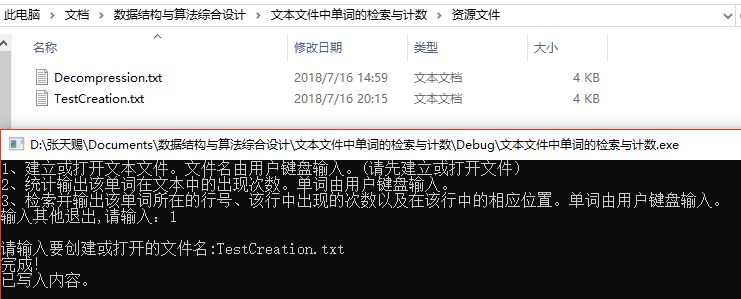 此电脑 › 文档 › 数据结构与算法综合设计 › 文本文件中单词的检索与计数 › 资源文件
名称 修改日期 类型 大小
Decompression.txt 2018/7/16 14:59 文本文档 4 KB
TestCreation.txt 2018/7/16 20:15 文本文档 4 KB
D:\张天赐\Documents\数据结构与算法综合设计\文本文件中单词的检索与计数\Debug\文本文件中单词的检索与计数.exe
1、建立或打开文本文件。文件名由用户键盘输入。(请先建立或打开文件)
2、统计输出该单词在文本中的出现次数。单词由用户键盘输入。
3、检索并输出该单词所在的行号、该行中出现的次数以及在该行中的相应位置。单词由用户键盘输入。
输入其他退出,请输入: 1
请输入要创建或打开的文件名:TestCreation.txt
完成!
已写入内容。